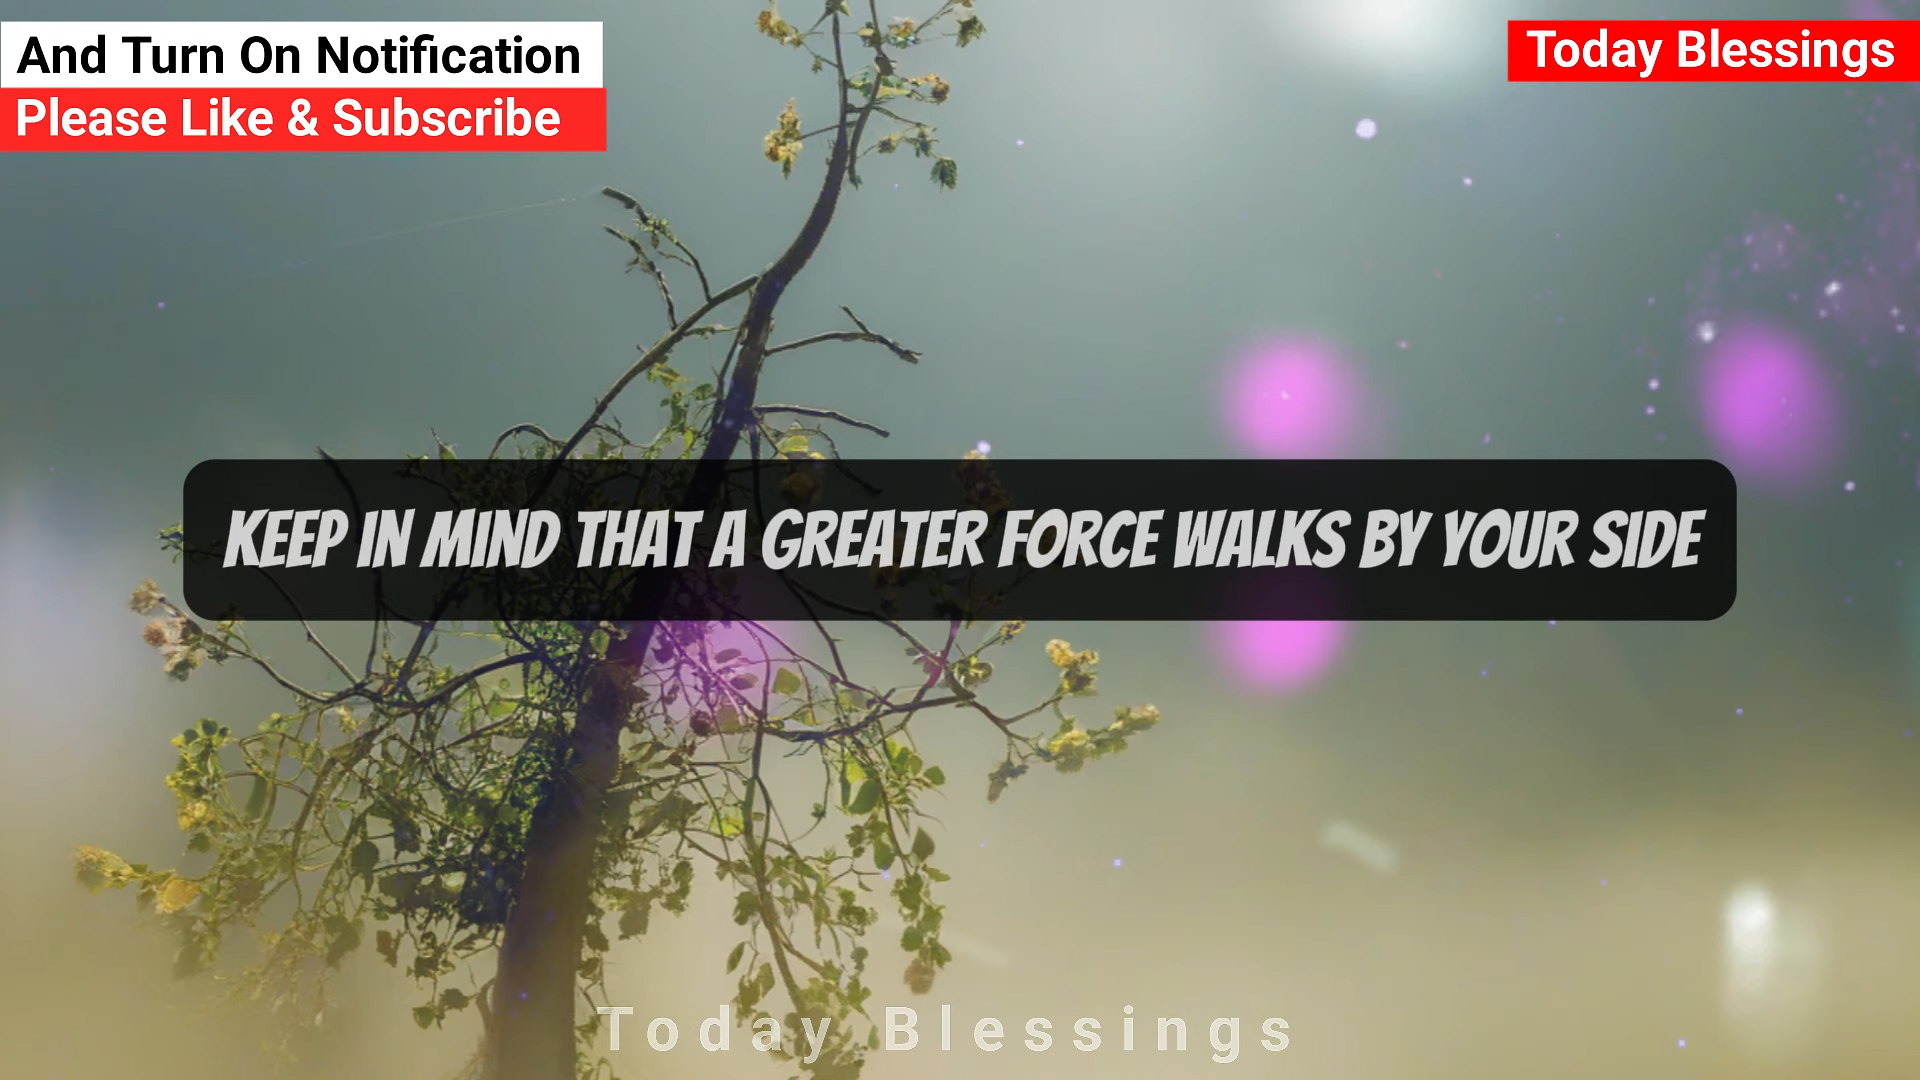 And Turn On Notification
Please Like & Subscribe
Today Blessings
KEEP IN MIND THAT A GREATER FORCE WALKS BY YOUR SIDE
Today Blessings